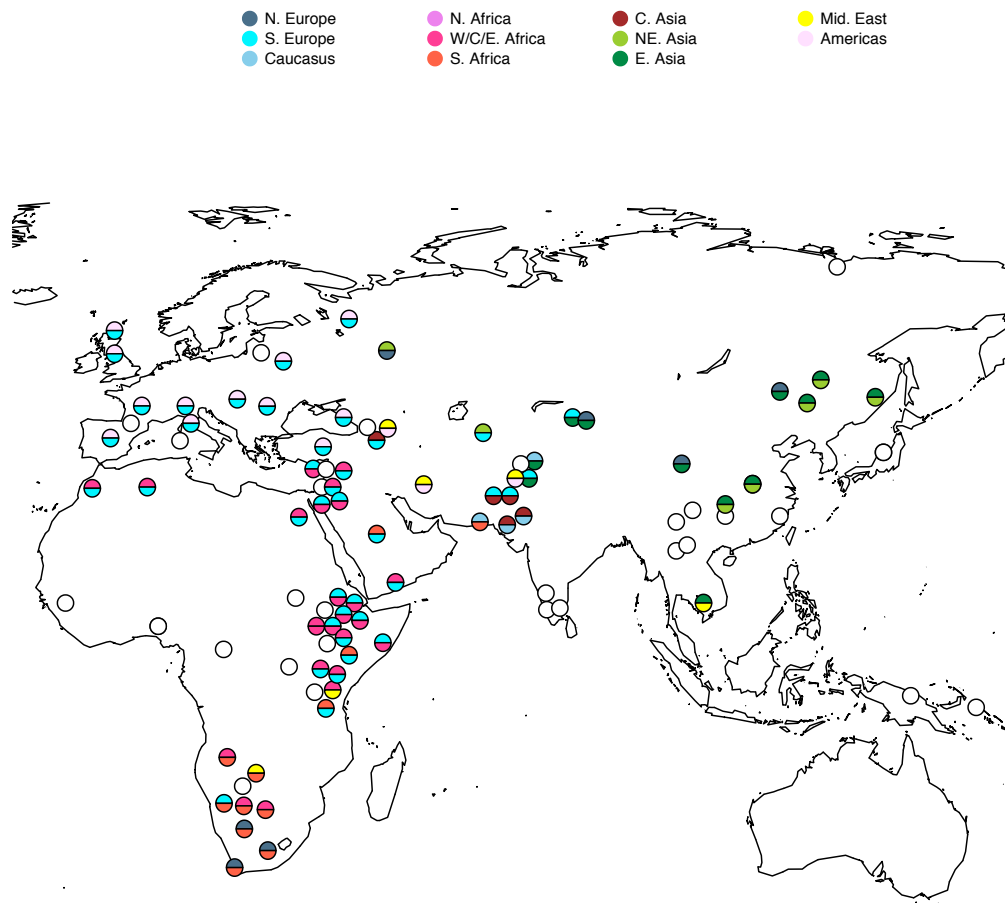 N. Europe N. Africa C. Asia Mid. East
S. Europe W/C/E. Africa NE. Asia Americas
Caucasus S. Africa E. Asia